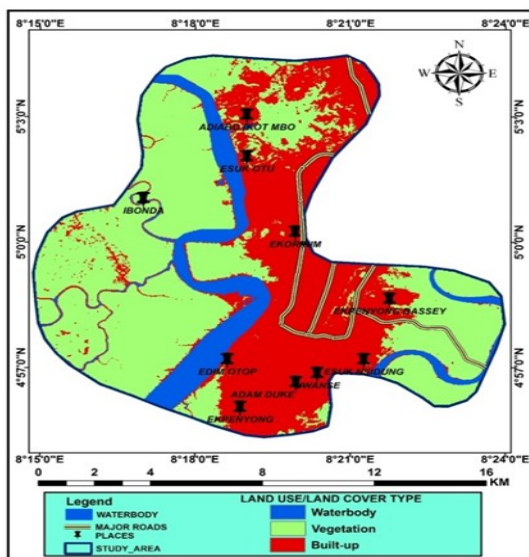 8°15'0"E 8°18'0"E 8°21'0"E 8°24'0"E
N
W E
S
5°3'0"N 5°3'0"N
ADIABO IKOT MBO
ESUK OTU
IBONDA
5°0'0"N 5°0'0"N
EKORINIM
EKPENYONG BASSEY
4°57'0"N 4°57'0"N
EDIM OTOP
ADAM DUKE
EKPENYONG
8°15'0"E 8°18'0"E 8°21'0"E 8°24'0"E
0 2 4 8 12 16
KM
Legend
WATERBODY
MAJOR ROADS
PLACES
STUDY_AREA
LAND USE/LAND COVER TYPE
Waterbody
Vegetation
Built-up